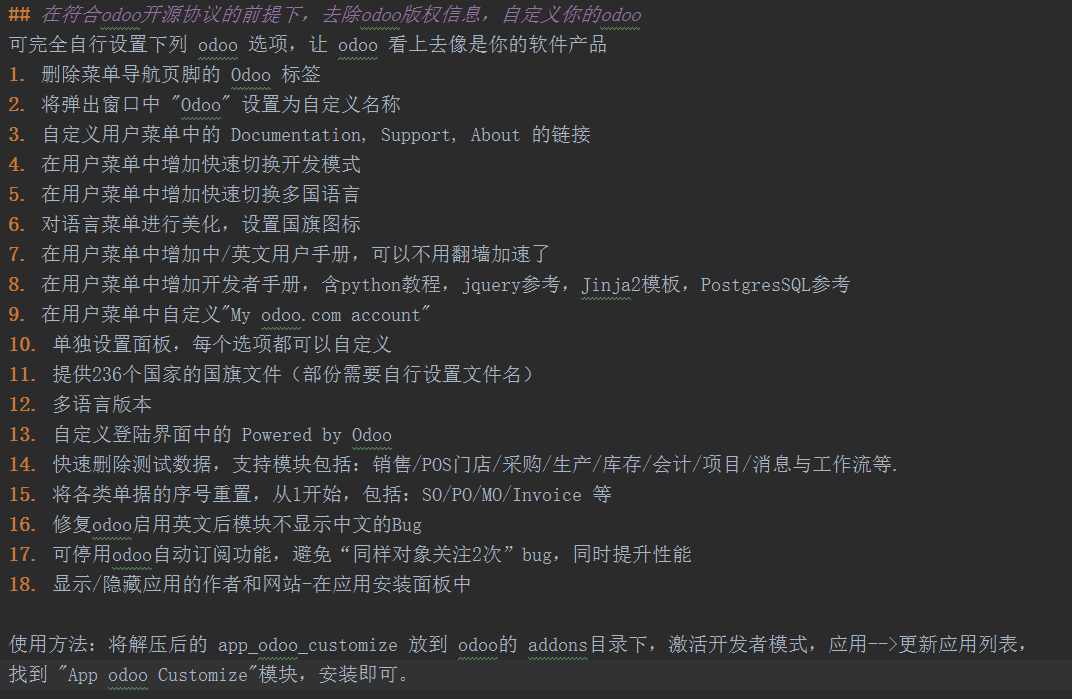 ## 在符合odoo开源协议的前提下，去除odoo版权信息，自定义你的odoo
可完全自行设置下列 odoo 选项，让 odoo 看上去像是你的软件产品
1. 删除菜单导航页脚的 Odoo 标签
2. 将弹出窗口中 "Odoo" 设置为自定义名称
3. 自定义用户菜单中的 Documentation, Support, About 的链接
4. 在用户菜单中增加快速切换开发模式
5. 在用户菜单中增加快速切换多国语言
6. 对语言菜单进行美化，设置国旗图标
7. 在用户菜单中增加中/英文用户手册，可以不用翻墙加速了
8. 在用户菜单中增加开发者手册，含python教程，jquery参考，Jinja2模板，PostgresSQL参考
9. 在用户菜单中自定义"My odoo.com account"
10. 单独设置面板，每个选项都可以自定义
11. 提供236个国家的国旗文件（部份需要自行设置文件名）
12. 多语言版本
13. 自定义登陆界面中的 Powered by Odoo
14. 快速删除测试数据，支持模块包括：销售/POS门店/采购/生产/库存/会计/项目/消息与工作流等.
15. 将各类单据的序号重置，从1开始，包括：SO/PO/MO/Invoice 等
16. 修复odoo启用英文后模块不显示中文的Bug
17. 可停用odoo自动订阅功能，避免“同样对象关注2次”bug，同时提升性能
18. 显示/隐藏应用的作者和网站-在应用安装面板中
使用方法：将解压后的 app_odoo_customize 放到 odoo的 addons目录下，激活开发者模式，应用-->更新应用列表，
找到 "App odoo Customize"模块，安装即可。